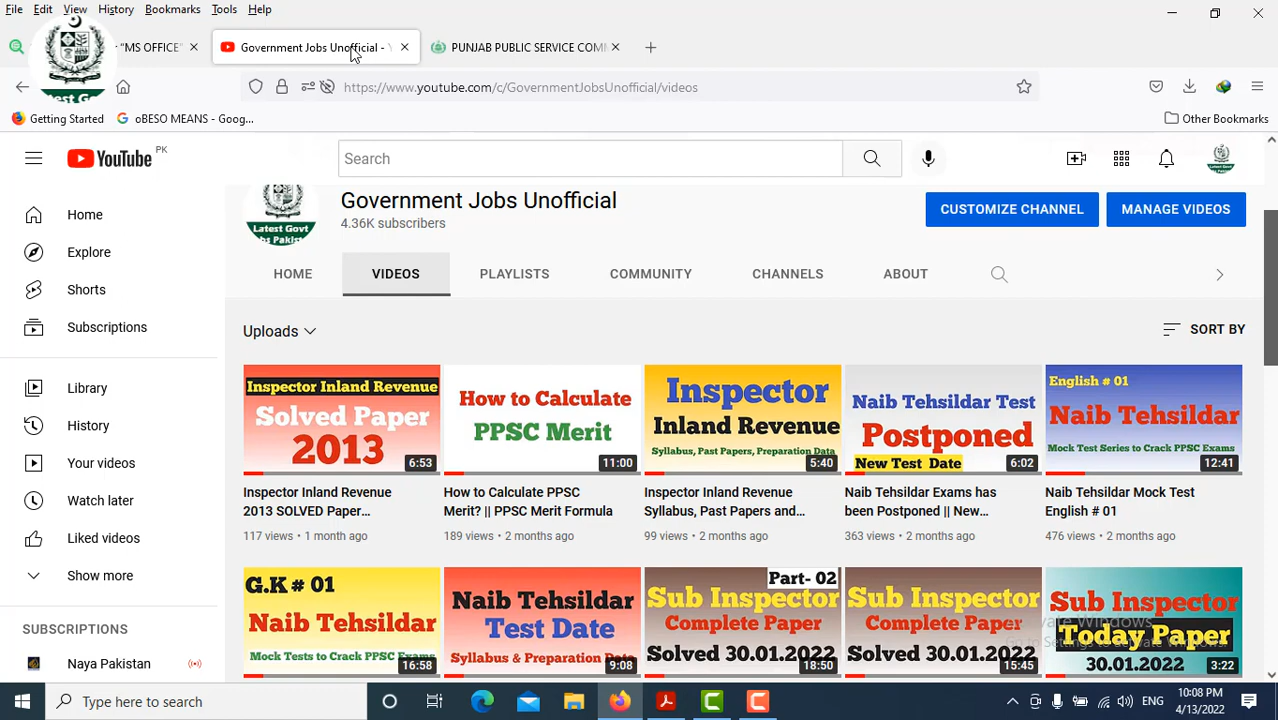 File Edit View History Bookmarks Tools Help
"MS OFFICE"
Government Jobs Unofficial -
PUNJAB PUBLIC SERVICE COM
https://www.youtube.com/c/GovernmentJobsUnofficial/videos
Getting Started
oBESO MEANS - Goog...
Other Bookmarks
YouTube PK
Search
Government Jobs Unofficial
4.36K subscribers
Latest Govt
CUSTOMIZE CHANNEL
MANAGE VIDEOS
HOME
VIDEOS
PLAYLISTS
COMMUNITY
CHANNELS
ABOUT
Home
Explore
Shorts
Subscriptions
Library
History
Your videos
Watch later
Liked videos
Show more
SUBSCRIPTIONS
Naya Pakistan
Uploads
SORT BY
Inspector Inland Revenue
Solved Paper
2013
6:53
Inspector Inland Revenue
2013 SOLVED Paper...
117 views • 1 month ago
How to Calculate
PPSC Merit
11:00
How to Calculate PPSC
Merit? || PPSC Merit Formula
189 views • 2 months ago
Inspector
Inland Revenue
Syllabus, Past Papers, Preparation Data
5:40
Inspector Inland Revenue
Syllabus, Past Papers and...
99 views • 2 months ago
Naib Tehsildar Test
Postponed
New Test Date
6:02
Naib Tehsildar Exams has
been Postponed || New...
363 views • 2 months ago
English # 01
Naib Tehsildar
Mock Test Series to Crack PPSC Exams
12:41
Naib Tehsildar Mock Test
English # 01
476 views • 2 months ago
G.K # 01
Naib Tehsildar
Mock Tests to Crack PPSC Exams
16:58
Naib Tehsildar
Test Date
Syllabus & Preparation Data
9:08
Part- 02
Sub Inspector
Complete Paper
Solved 30.01.2022
18:50
Sub Inspector
Complete Paper
Solved 30.01.2022
15:45
Sub Inspector
Today Paper
30.01.2022
3:22
Type here to search
ENG
10:08 PM
4/13/2022